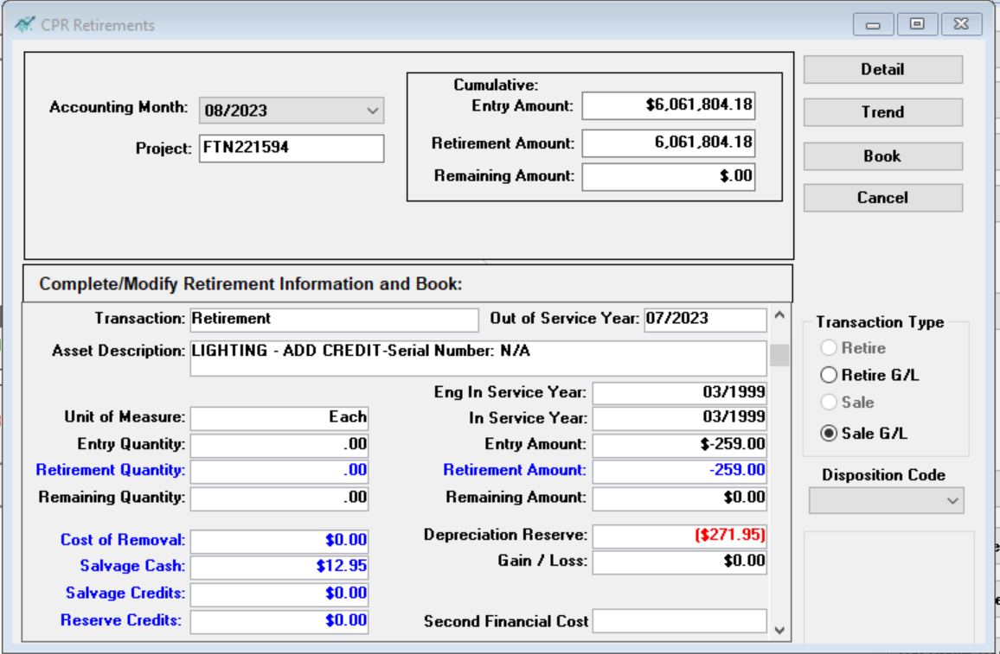 CPR Retirements
Accounting Month: 08/2023
Project: FTN221594
Cumulative:
Entry Amount: $6,061,804.18
Retirement Amount: 6,061,804.18
Remaining Amount: $.00
Detail
Trend
Book
Cancel
Complete/Modify Retirement Information and Book:
Transaction: Retirement Out of Service Year: 07/2023
Asset Description: LIGHTING - ADD CREDIT-Serial Number: N/A
Eng In Service Year: 03/1999
Unit of Measure: Each In Service Year: 03/1999
Entry Quantity: .00 Entry Amount: $-259.00
Retirement Quantity: .00 Retirement Amount: -259.00
Remaining Quantity: .00 Remaining Amount: $0.00
Cost of Removal: $0.00 Depreciation Reserve: ($271.95)
Salvage Cash: $12.95 Gain / Loss: $0.00
Salvage Credits: $0.00
Reserve Credits: $0.00 Second Financial Cost
Transaction Type
Retire
Retire G/L
Sale
Sale G/L
Disposition Code